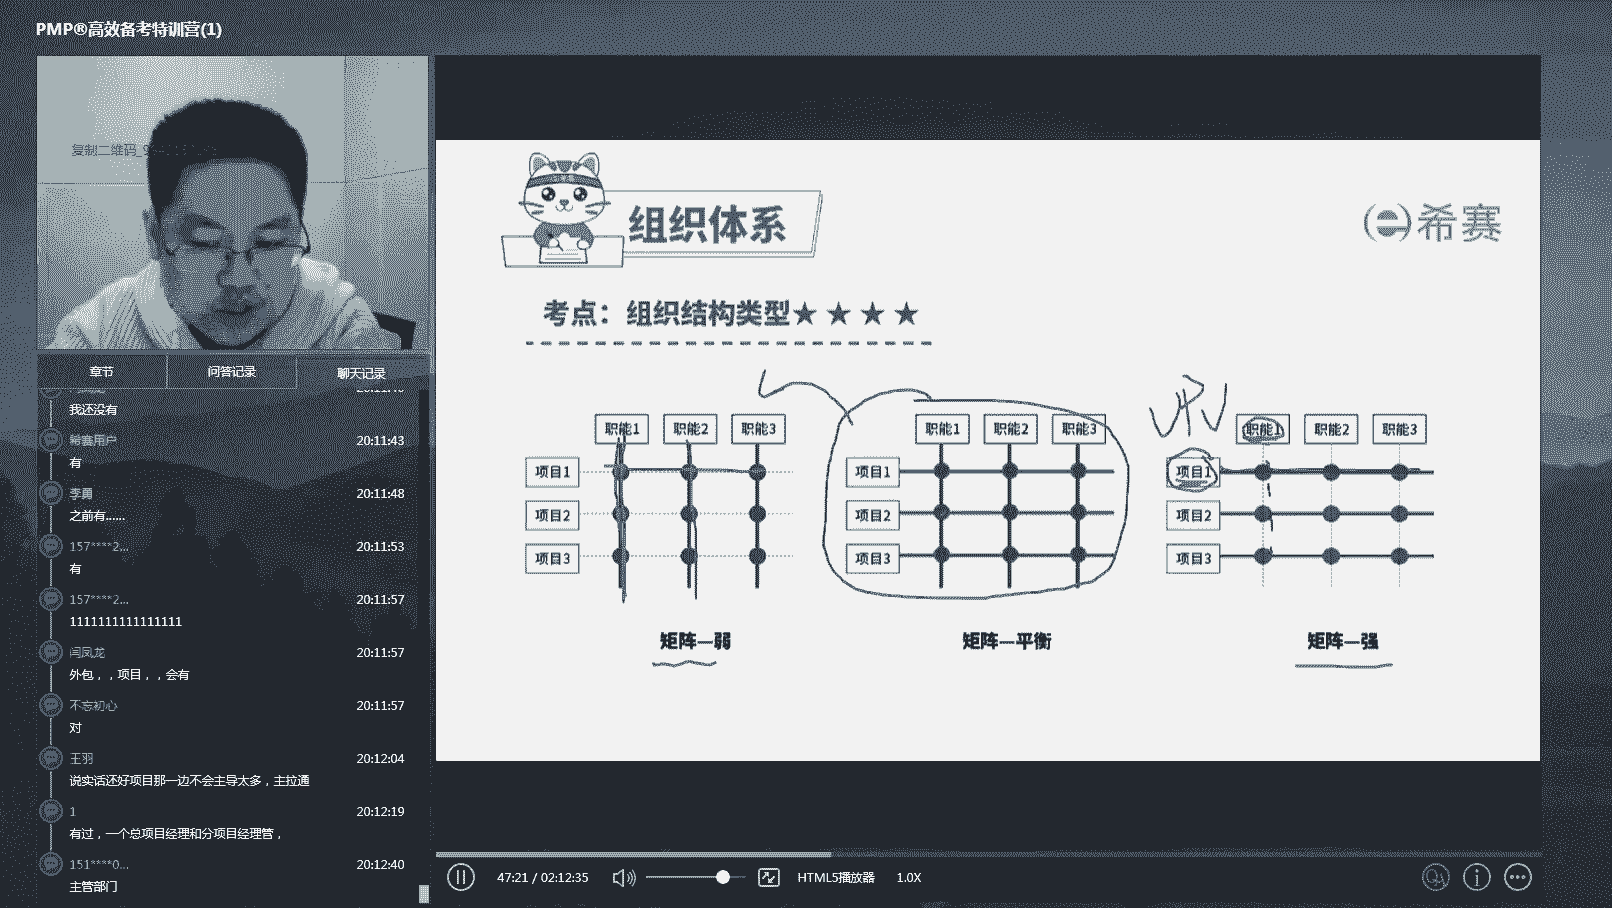 PMP®高效备考特训营(1)
复制二维码
章节
问答记录
聊天记录
我还没有
希赛用户
20:11:43
有
李勇
20:11:48
之前有......
157****2...
20:11:53
有
157****2...
20:11:57
1111111111111111
闫凤龙
20:11:57
外包，，项目，，会有
不忘初心
20:11:57
对
王羽
20:12:04
说实话还好项目那一边不会主导太多，主拉通
1
20:12:19
有过，一个总项目经理和分项目经理管，
151****0...
20:12:40
主管部门
组织体系
希赛
考点：组织结构类型★★★★
职能1 职能2 职能3
项目1
项目2
项目3
矩阵—弱
职能1 职能2 职能3
项目1
项目2
项目3
矩阵—平衡
职能1 职能2 职能3
项目1
项目2
项目3
矩阵—强
47:21 / 02:12:35
HTML5播放器
1.0X